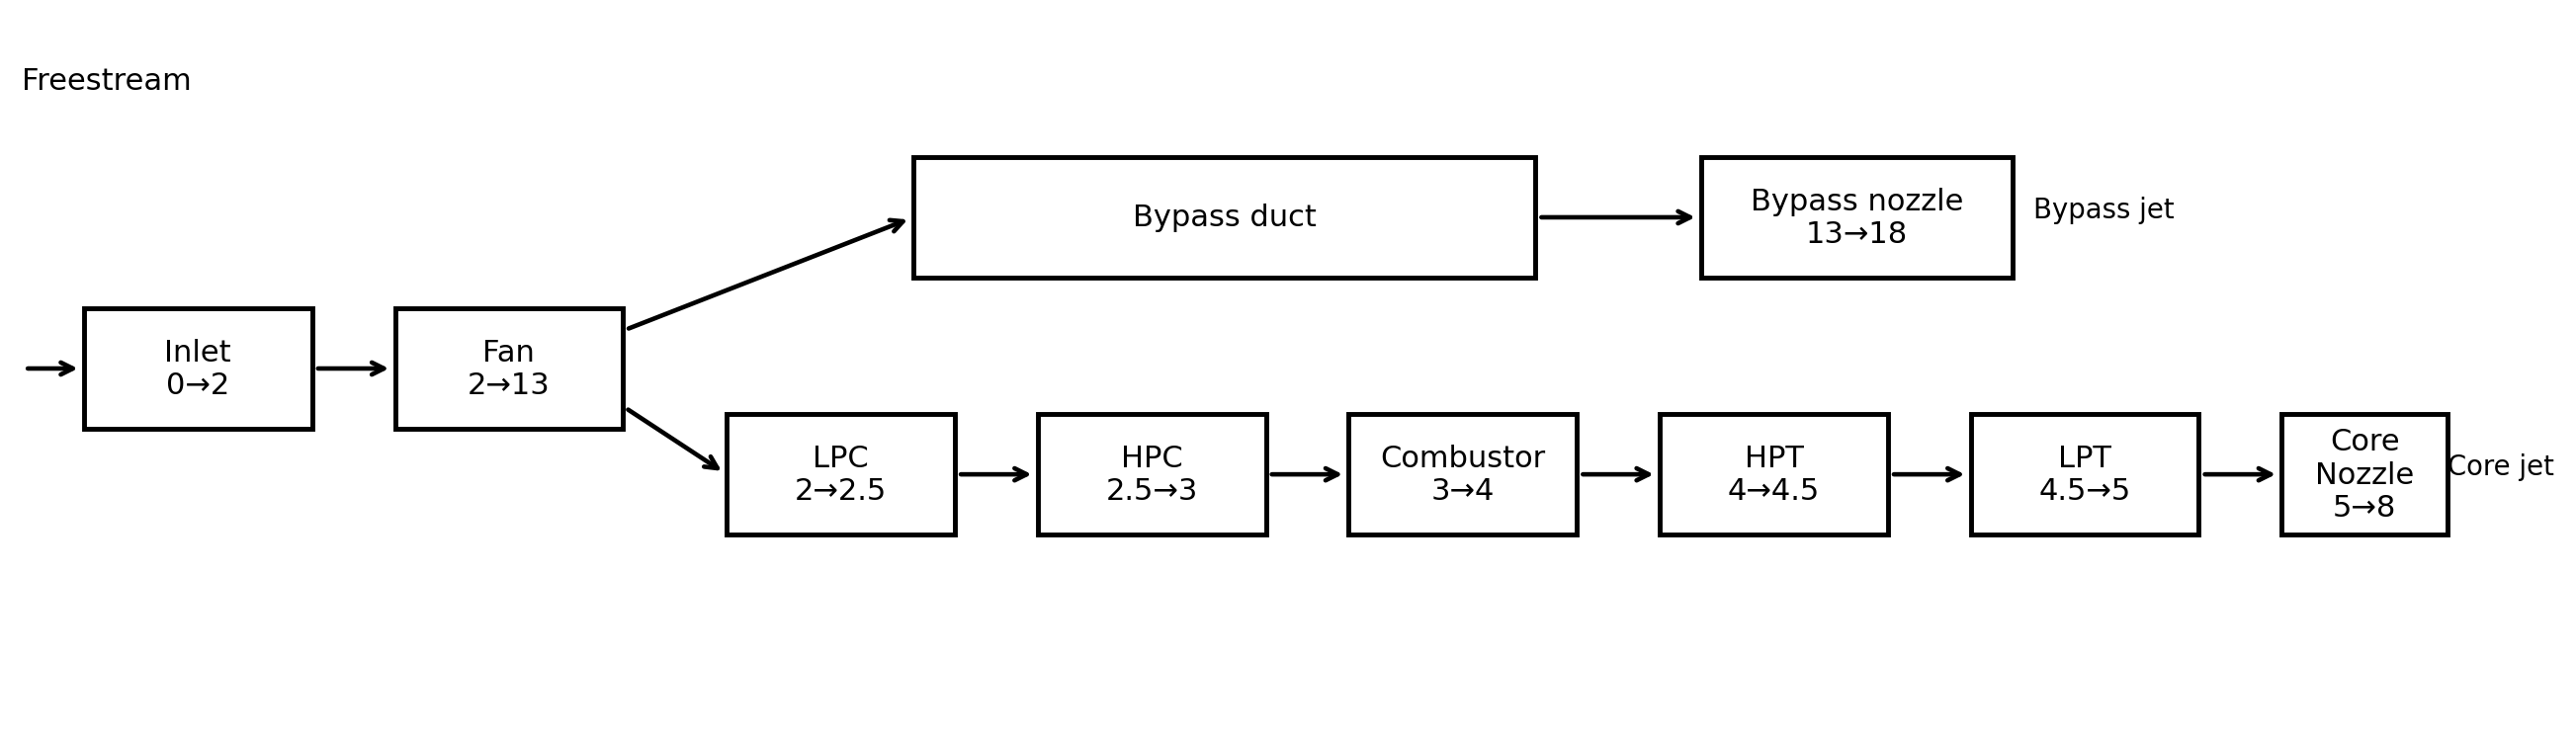 Freestream
Bypass duct
Bypass nozzle
13→18
Bypass jet
Inlet
0→2
Fan
2→13
LPC
2→2.5
HPC
2.5→3
Combustor
3→4
HPT
4→4.5
LPT
4.5→5
Core
Nozzle
5→8
Core jet